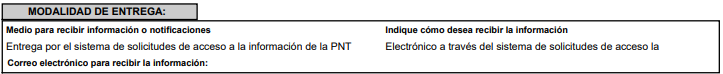 MODALIDAD DE ENTREGA:
Medio para recibir información o notificaciones
Indique cómo desea recibir la información
Entrega por el sistema de solicitudes de acceso a la información de la PNT
Electrónico a través del sistema de solicitudes de acceso la
Correo electrónico para recibir la información: